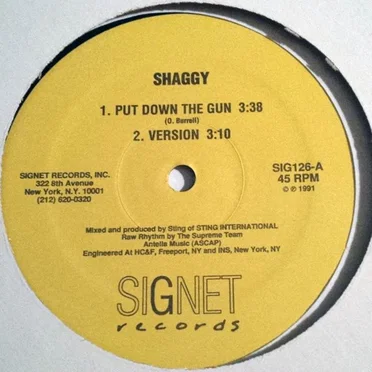 SHAGGY
1. PUT DOWN THE GUN 3:38
(O. Berrell)
2. VERSION 3:10
SIGNET RECORDS, INC.
322 8th Avenue
New York, N.Y. 10001
(212) 620-0320
SIG126-A
45 RPM
© ℗ 1991
Mixed and produced by Sting of STING INTERNATIONAL
Raw Rhythm by The Supreme Team
Antella Music (ASCAP)
Engineered At HC&F, Freeport, NY and INS, New York, NY
SIGNET
records